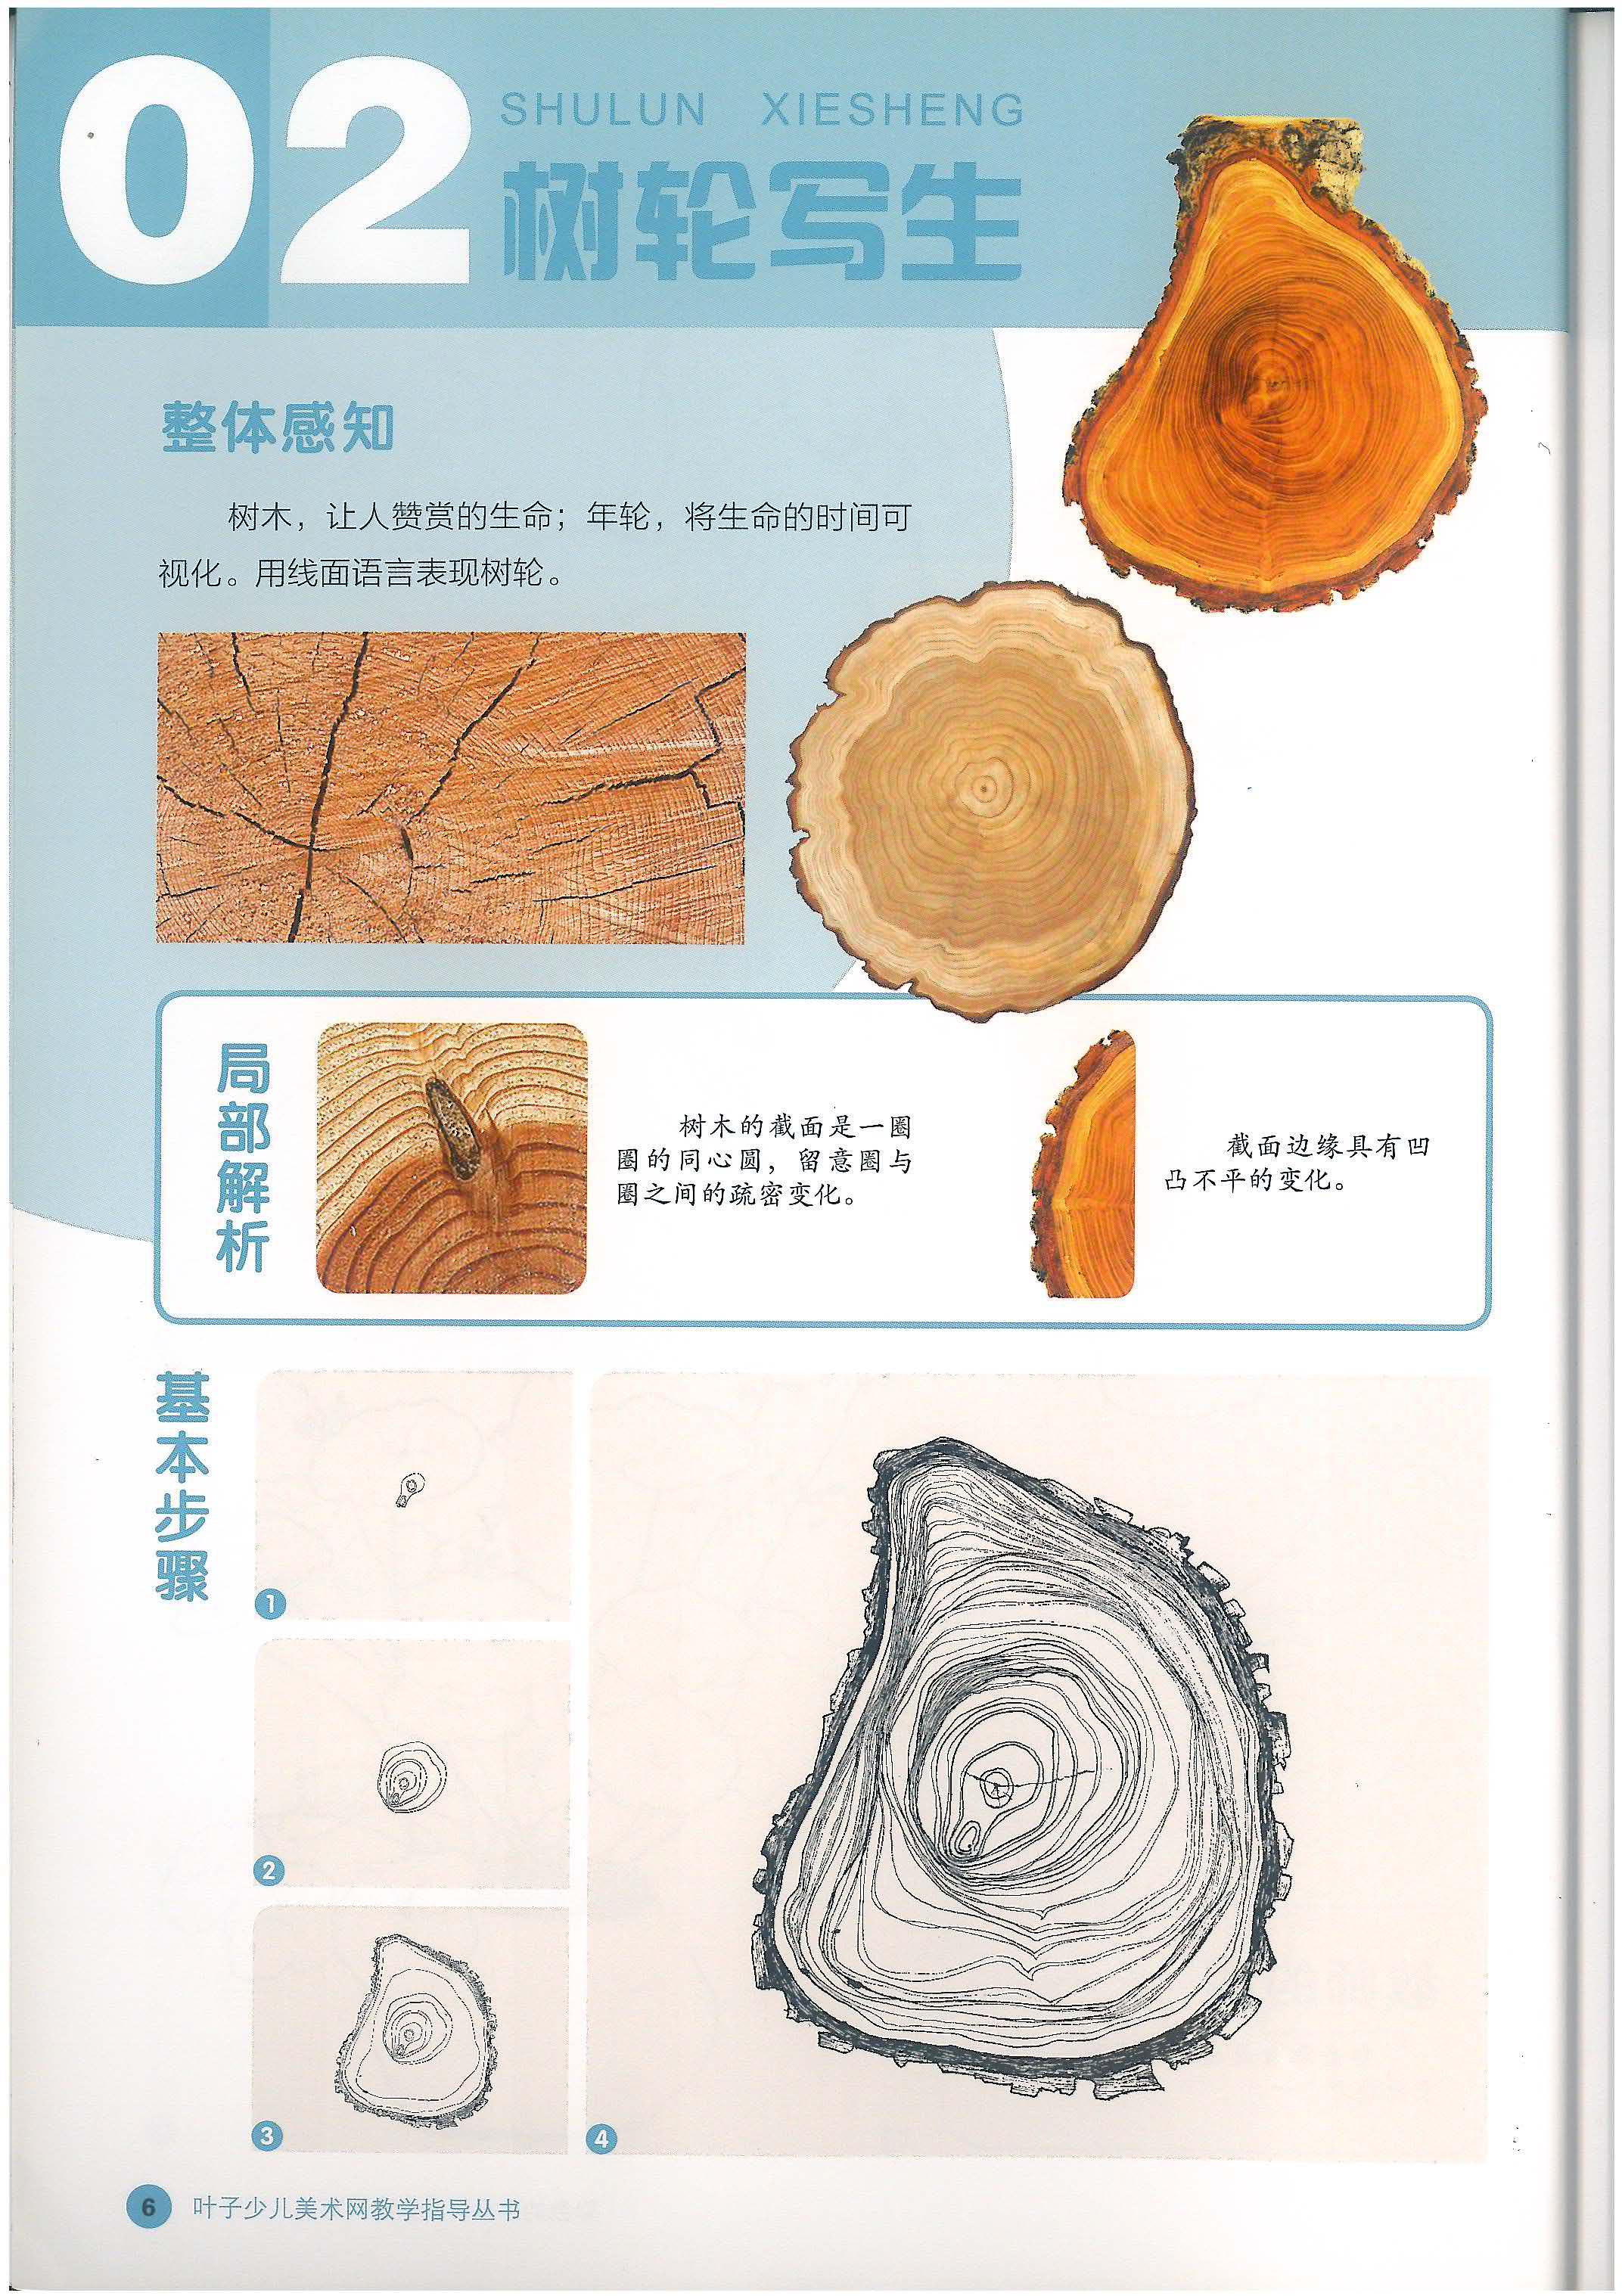 02
SHULUN XIESHENG
树轮写生
整体感知
树木，让人赞赏的生命；年轮，将生命的时间可
视化。用线面语言表现树轮。
局部解析
树木的截面是一圈
圈的同心圆，留意圈与
圈之间的疏密变化。
截面边缘具有凹
凸不平的变化。
基本步骤
1
2
3
4
6 叶子少儿美术网教学指导丛书